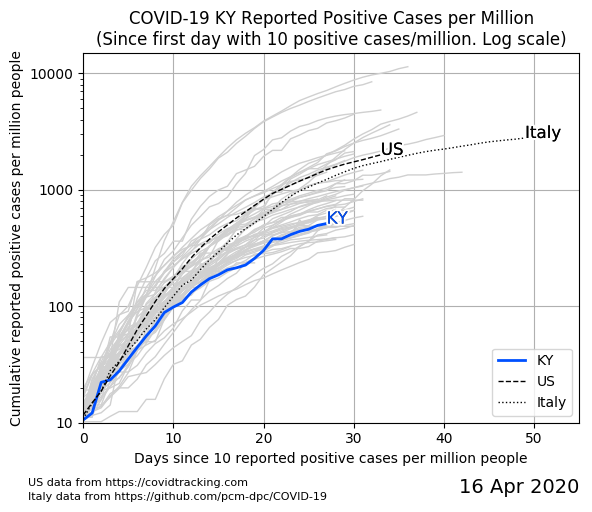 COVID-19 KY Reported Positive Cases per Million
(Since first day with 10 positive cases/million. Log scale)
Cumulative reported positive cases per million people
10000
1000
100
10
Italy
US
KY
KY
US
Italy
0 10 20 30 40 50
Days since 10 reported positive cases per million people
US data from https://covidtracking.com
Italy data from https://github.com/pcm-dpc/COVID-19
16 Apr 2020